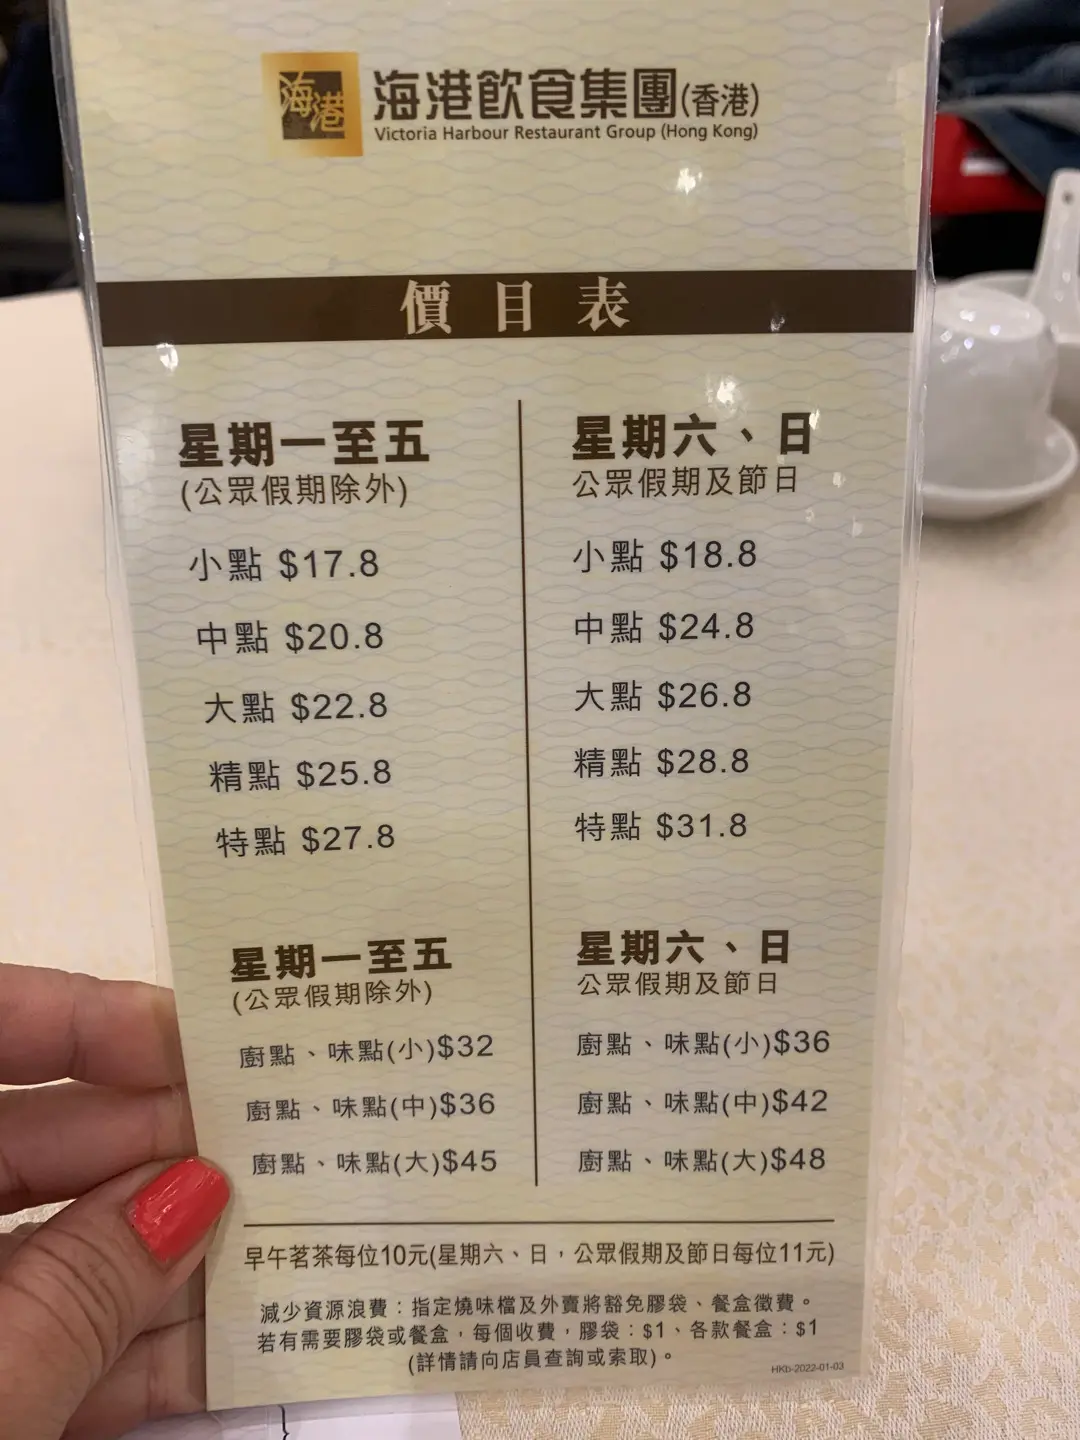 海港
海港飲食集團(香港)
Victoria Harbour Restaurant Group (Hong Kong)
價目表
星期一至五
(公眾假期除外)
小點 $17.8
中點 $20.8
大點 $22.8
精點 $25.8
特點 $27.8
星期六、日
公眾假期及節日
小點 $18.8
中點 $24.8
大點 $26.8
精點 $28.8
特點 $31.8
星期一至五
(公眾假期除外)
廚點、味點(小)$32
廚點、味點(中)$36
廚點、味點(大)$45
星期六、日
公眾假期及節日
廚點、味點(小)$36
廚點、味點(中)$42
廚點、味點(大)$48
早午茗茶每位10元(星期六、日，公眾假期及節日每位11元)
減少資源浪費：指定燒味檔及外賣將豁免膠袋、餐盒徵費。
若有需要膠袋或餐盒，每個收費，膠袋：$1、各款餐盒：$1
(詳情請向店員查詢或索取)。
HKb-2022-01-03